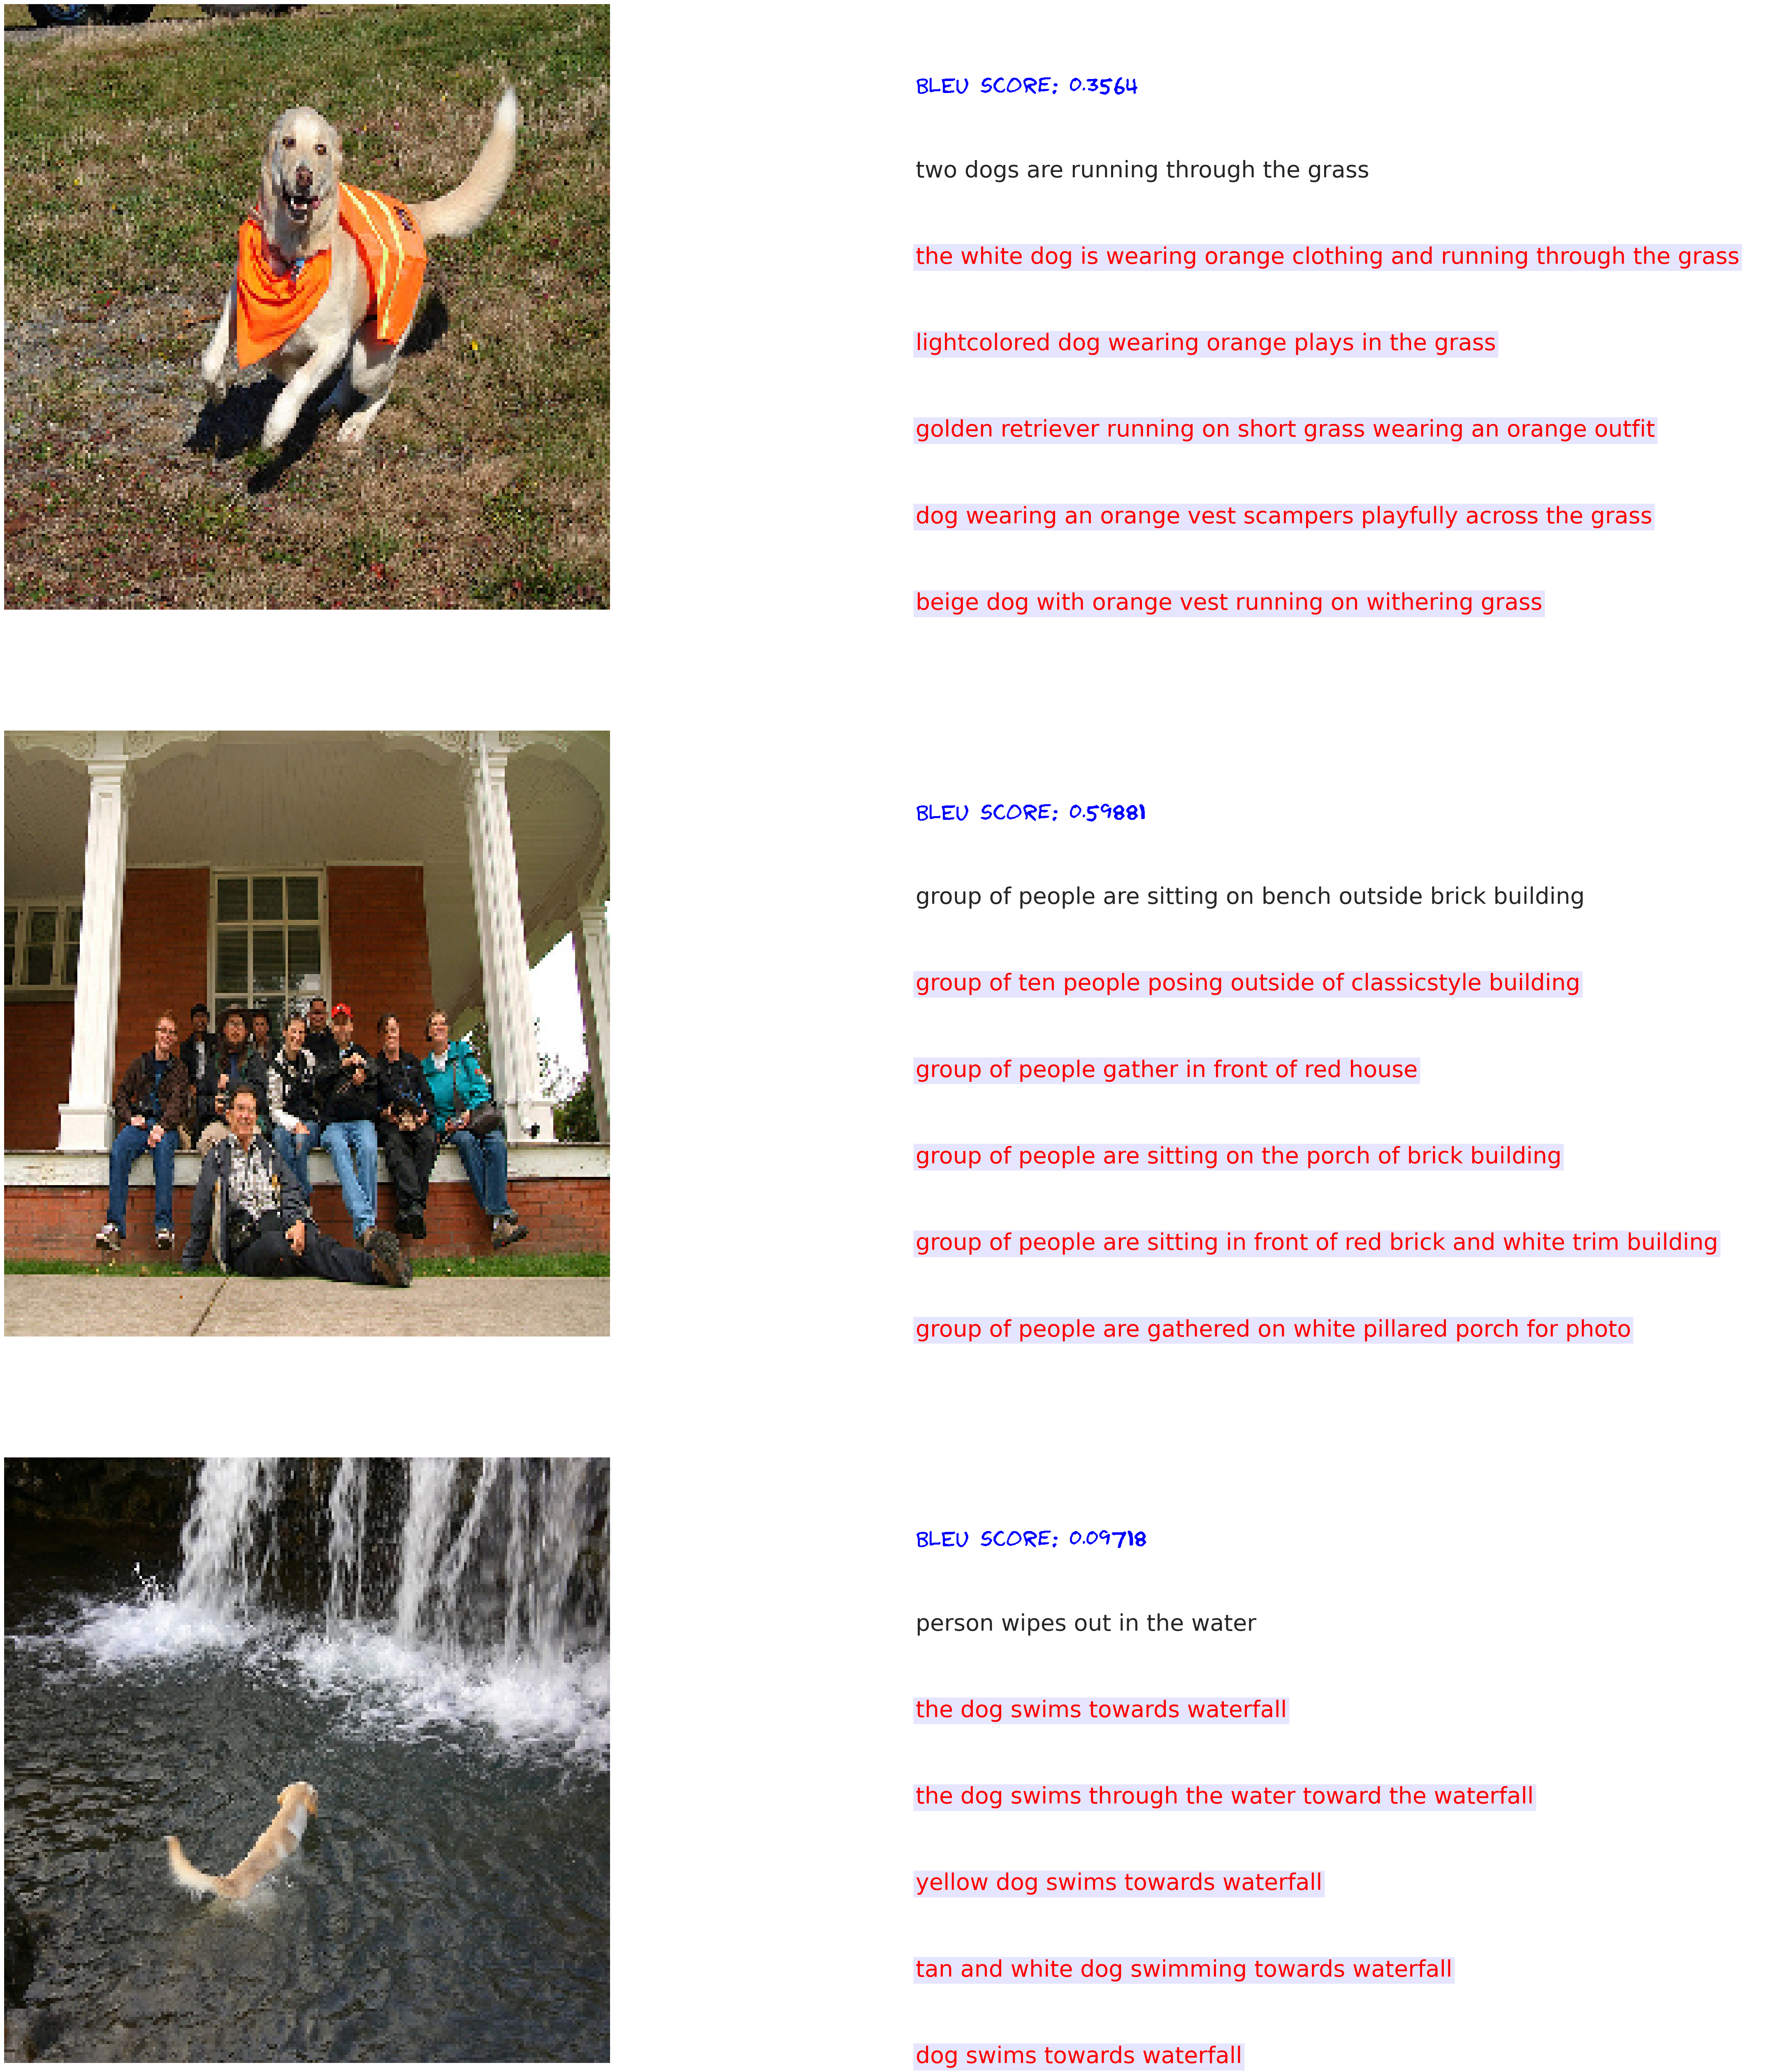 BLEU SCORE: 0.3564
two dogs are running through the grass
the white dog is wearing orange clothing and running through the grass
lightcolored dog wearing orange plays in the grass
golden retriever running on short grass wearing an orange outfit
dog wearing an orange vest scampers playfully across the grass
beige dog with orange vest running on withering grass
BLEU SCORE: 0.59881
group of people are sitting on bench outside brick building
group of ten people posing outside of classicstyle building
group of people gather in front of red house
group of people are sitting on the porch of brick building
group of people are sitting in front of red brick and white trim building
group of people are gathered on white pillared porch for photo
BLEU SCORE: 0.09718
person wipes out in the water
the dog swims towards waterfall
the dog swims through the water toward the waterfall
yellow dog swims towards waterfall
tan and white dog swimming towards waterfall
dog swims towards waterfall